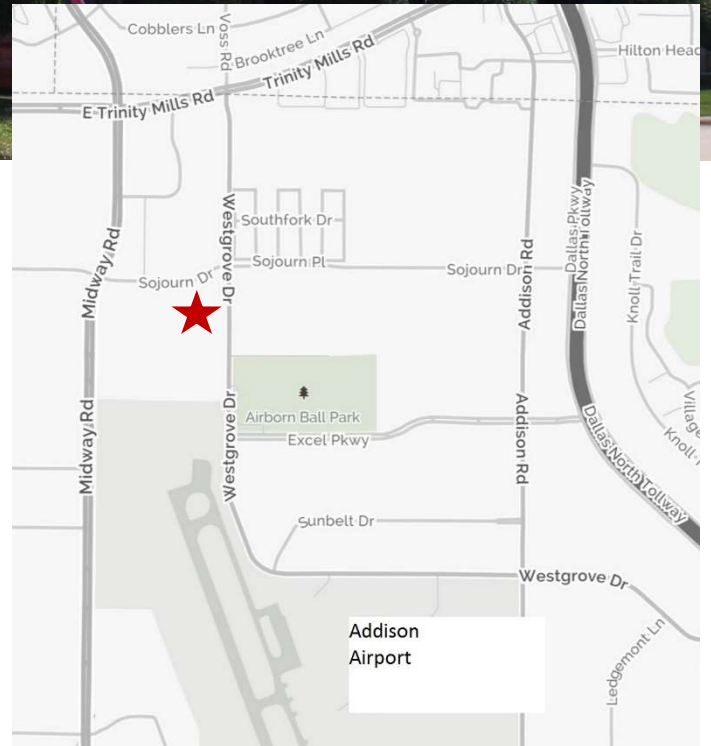 Cobblers Ln
Voss Rd
Brooktree Ln
Trinity Mills Rd
Hilton Head
E Trinity Mills Rd
Southfork Dr
Westgrove Dr
Sojourn Pl
Sojourn Dr
Sojourn Dr
Midway Rd
Addison Rd
Dallas Pkwy
Dallas North Tollway
Knoll Trail Dr
Airborn Ball Park
Excel Pkwy
Westgrove Dr
Midway Rd
Addison Rd
Dallas North Tollway
Village
Knoll
Sunbelt Dr
Westgrove Dr
Addison
Airport
Ledgemont Ln